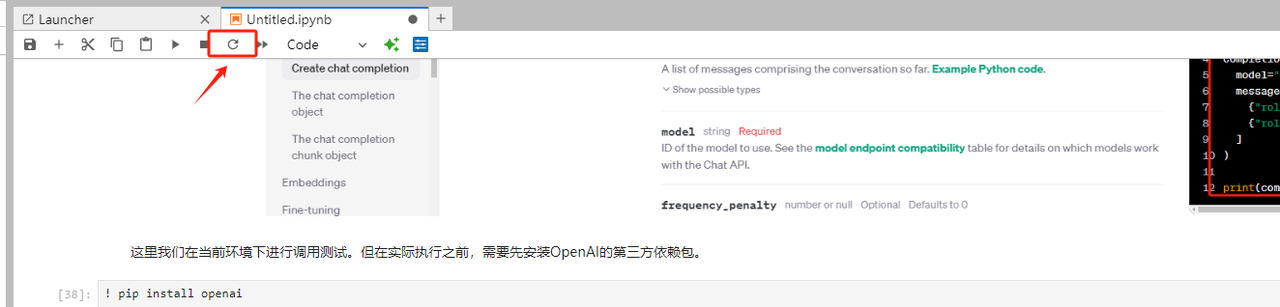 Launcher
Untitled.ipynb
Code
Create chat completion
The chat completion
object
The chat completion
chunk object
Embeddings
Fine-tuning
A list of messages comprising the conversation so far. Example Python code.
Show possible types
model string Required
ID of the model to use. See the model endpoint compatibility table for details on which models work
with the Chat API.
frequency_penalty number or null Optional Defaults to 0
5 model="
6 message
7 {"rol
8 {"rol
9 ]
10 )
11
12 print(com
这里我们在当前环境下进行调用测试。但在实际执行之前，需要先安装OpenAI的第三方依赖包。
[38]: ! pip install openai